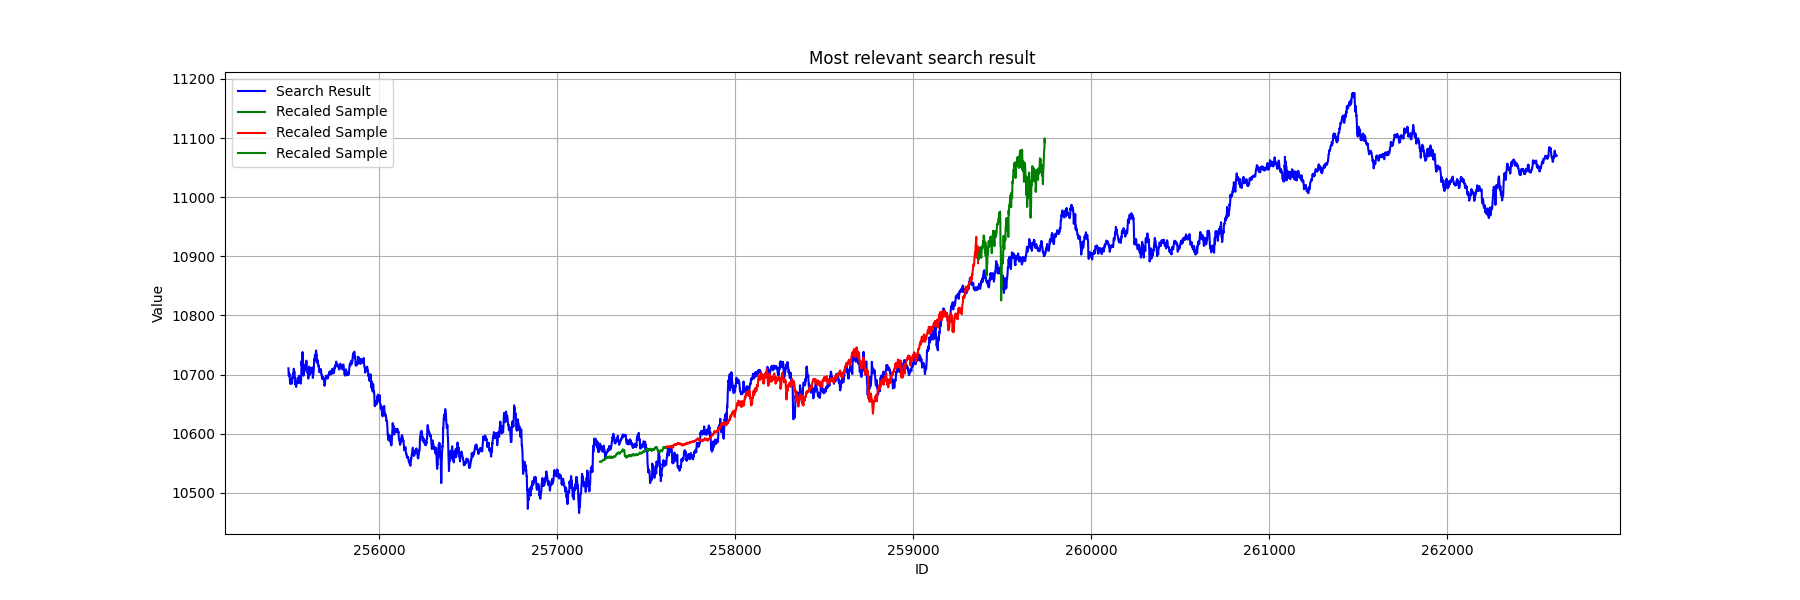 Most relevant search result
11200
11100
11000
10900
10800
10700
10600
10500
Value
Search Result
Recaled Sample
Recaled Sample
Recaled Sample
256000 257000 258000 259000 260000 261000 262000
ID